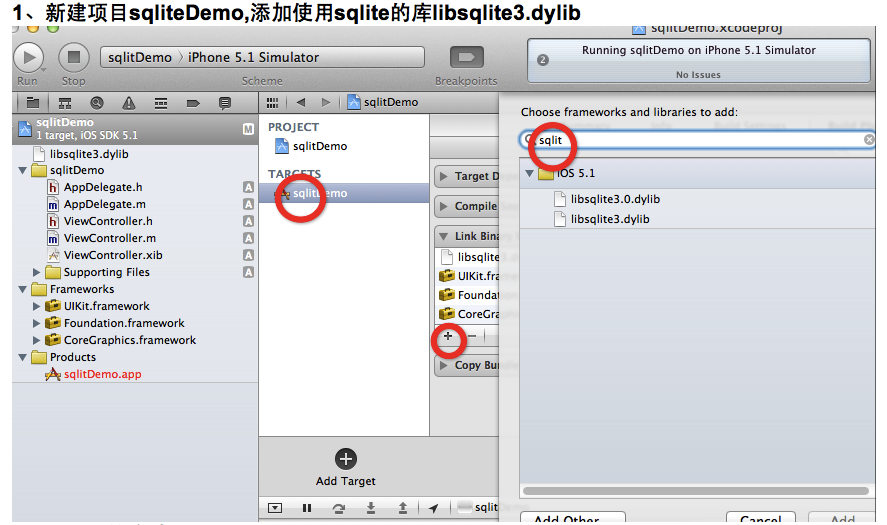 1、新建项目sqliteDemo,添加使用sqlite的库libsqlite3.dylib
sqlitDemo.xcodeproj
sqlitDemo
iPhone 5.1 Simulator
Running sqlitDemo on iPhone 5.1 Simulator
2
No Issues
Run
Stop
Scheme
Breakpoints
sqlitDemo
1 target, iOS SDK 5.1
M
libsqlite3.dylib
sqlitDemo
AppDelegate.h
A
AppDelegate.m
A
ViewController.h
A
ViewController.m
A
ViewController.xib
A
Supporting Files
A
Frameworks
UIKit.framework
Foundation.framework
CoreGraphics.framework
Products
sqlitDemo.app
sqlitDemo
PROJECT
sqlitDemo
TARGETS
sqlitDemo
Add Target
Target De
Compile
Link Bina
libsqlite3.d
UIKit.fra
Foundat
CoreGra
Copy Bun
sqlit
Choose frameworks and libraries to add:
sqlit
iOS 5.1
libsqlite3.0.dylib
libsqlite3.dylib
Add Other...
Cancel
Add